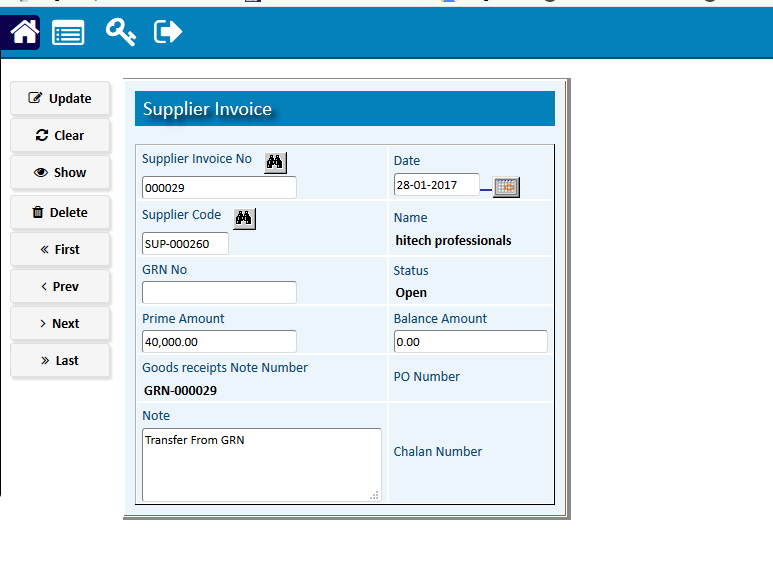 Update
Clear
Show
Delete
« First
< Prev
> Next
» Last
Supplier Invoice
Supplier Invoice No
000029
Date
28-01-2017
Supplier Code
SUP-000260
Name
hitech professionals
GRN No
Status
Open
Prime Amount
40,000.00
Balance Amount
0.00
Goods receipts Note Number
GRN-000029
PO Number
Note
Transfer From GRN
Chalan Number